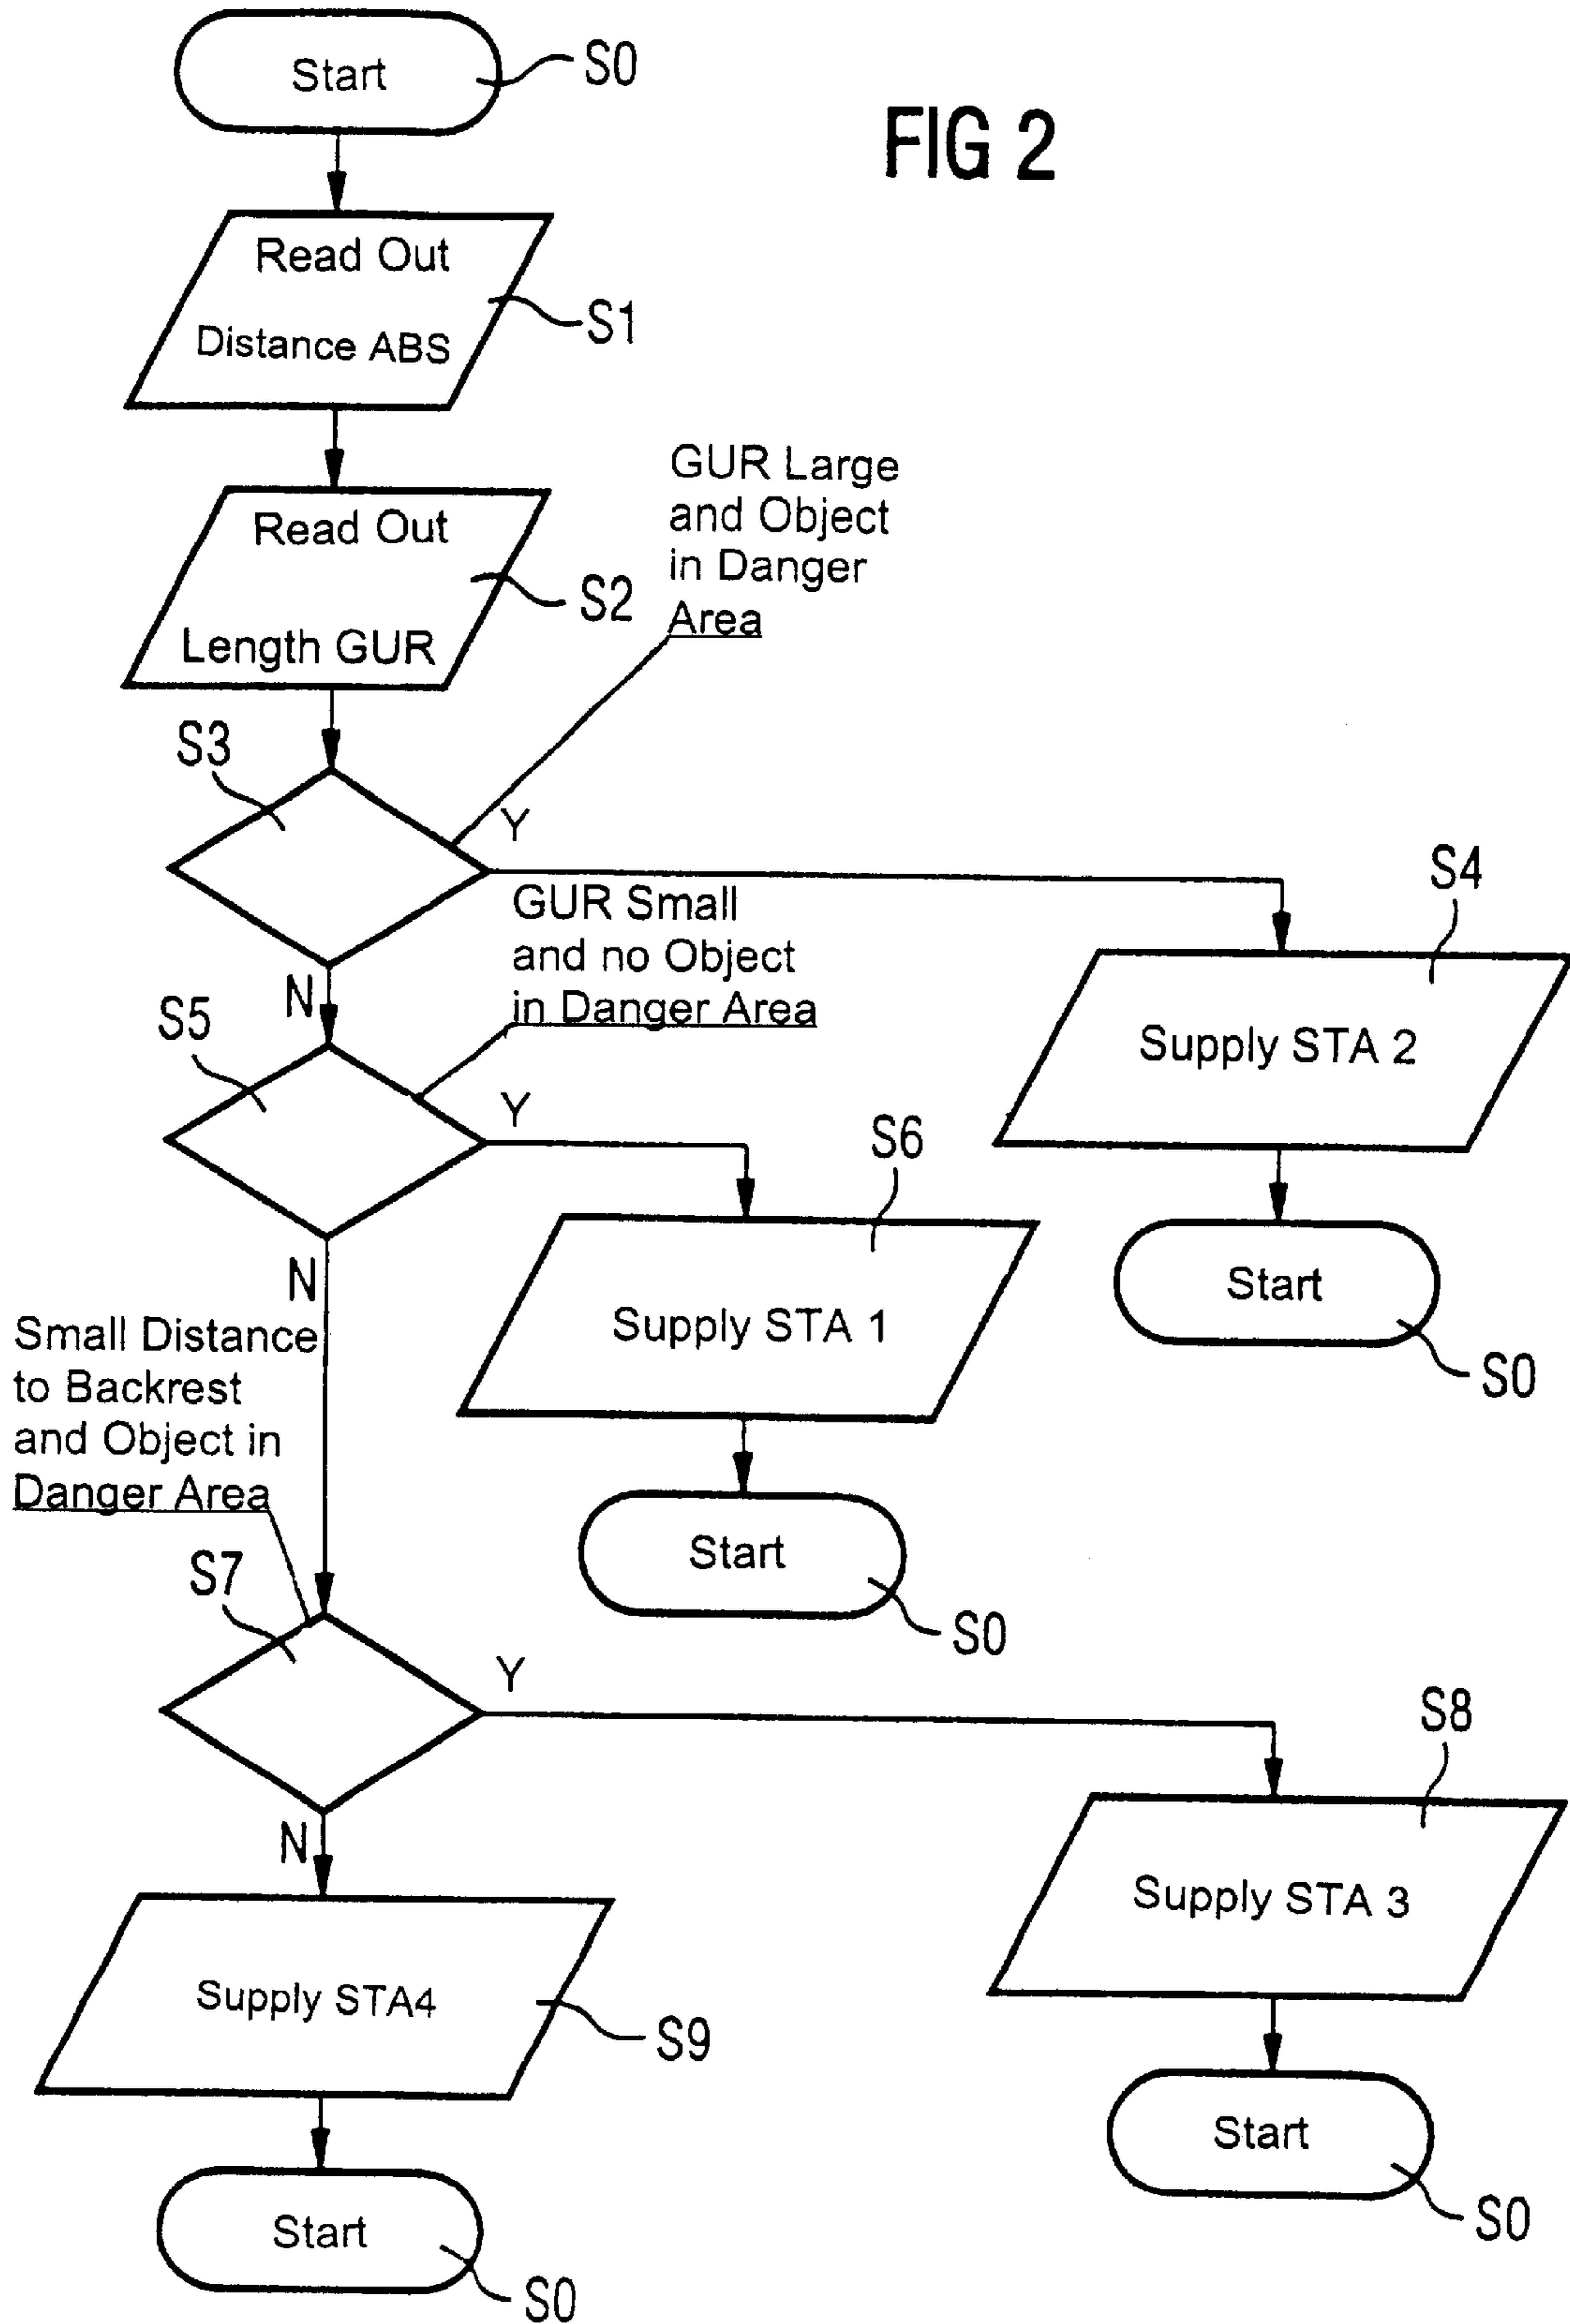 Start
S0
FIG 2
Read Out
Distance ABS
S1
Read Out
Length GUR
S2
GUR Large
and Object
in Danger
Area
S3
Y
N
S4
Supply STA 2
Start
S0
GUR Small
and no Object
in Danger Area
S5
Y
N
S6
Supply STA 1
Start
S0
Small Distance
to Backrest
and Object in
Danger Area
S7
Y
N
S8
Supply STA 3
Start
S0
Supply STA4
S9
Start
S0